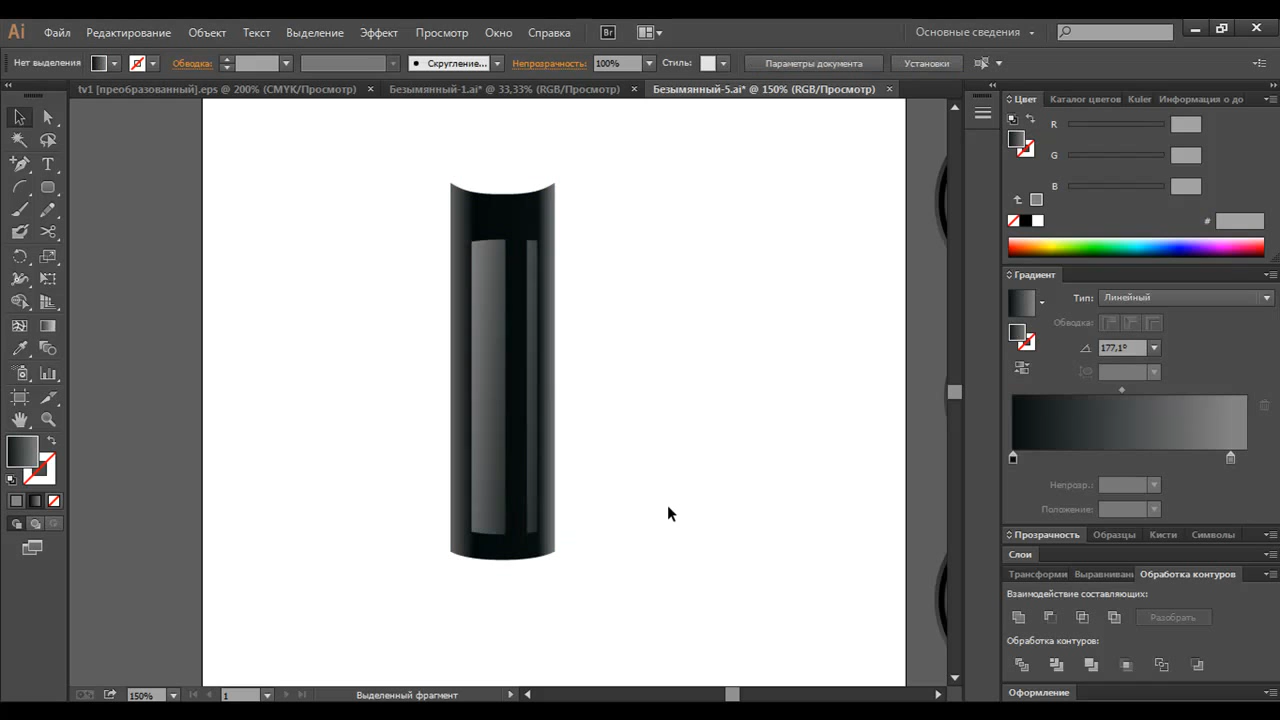 Ai Файл Редактирование Объект Текст Выделение Эффект Просмотр Окно Справка Br Основные сведения
Нет выделения Обводка: Скругление... Непрозрачность: 100% Стиль: Параметры документа Установки
tv1 [преобразованный].eps @ 200% (CMYK/Просмотр) × Безымянный-1.ai* @ 33,33% (RGB/Просмотр) × Безымянный-5.ai* @ 150% (RGB/Просмотр) ×
Цвет Каталог цветов Kuler Информация о до
R
G
B
#
Градиент
Тип: Линейный
Обводка:
177,1°
Непрозр.:
Положение:
Прозрачность Образцы Кисти Символы
Слои
Трансформи Выравнивани Обработка контуров
Взаимодействие составляющих:
Разобрать
Обработка контуров:
Оформление
150% 1 Выделенный фрагмент